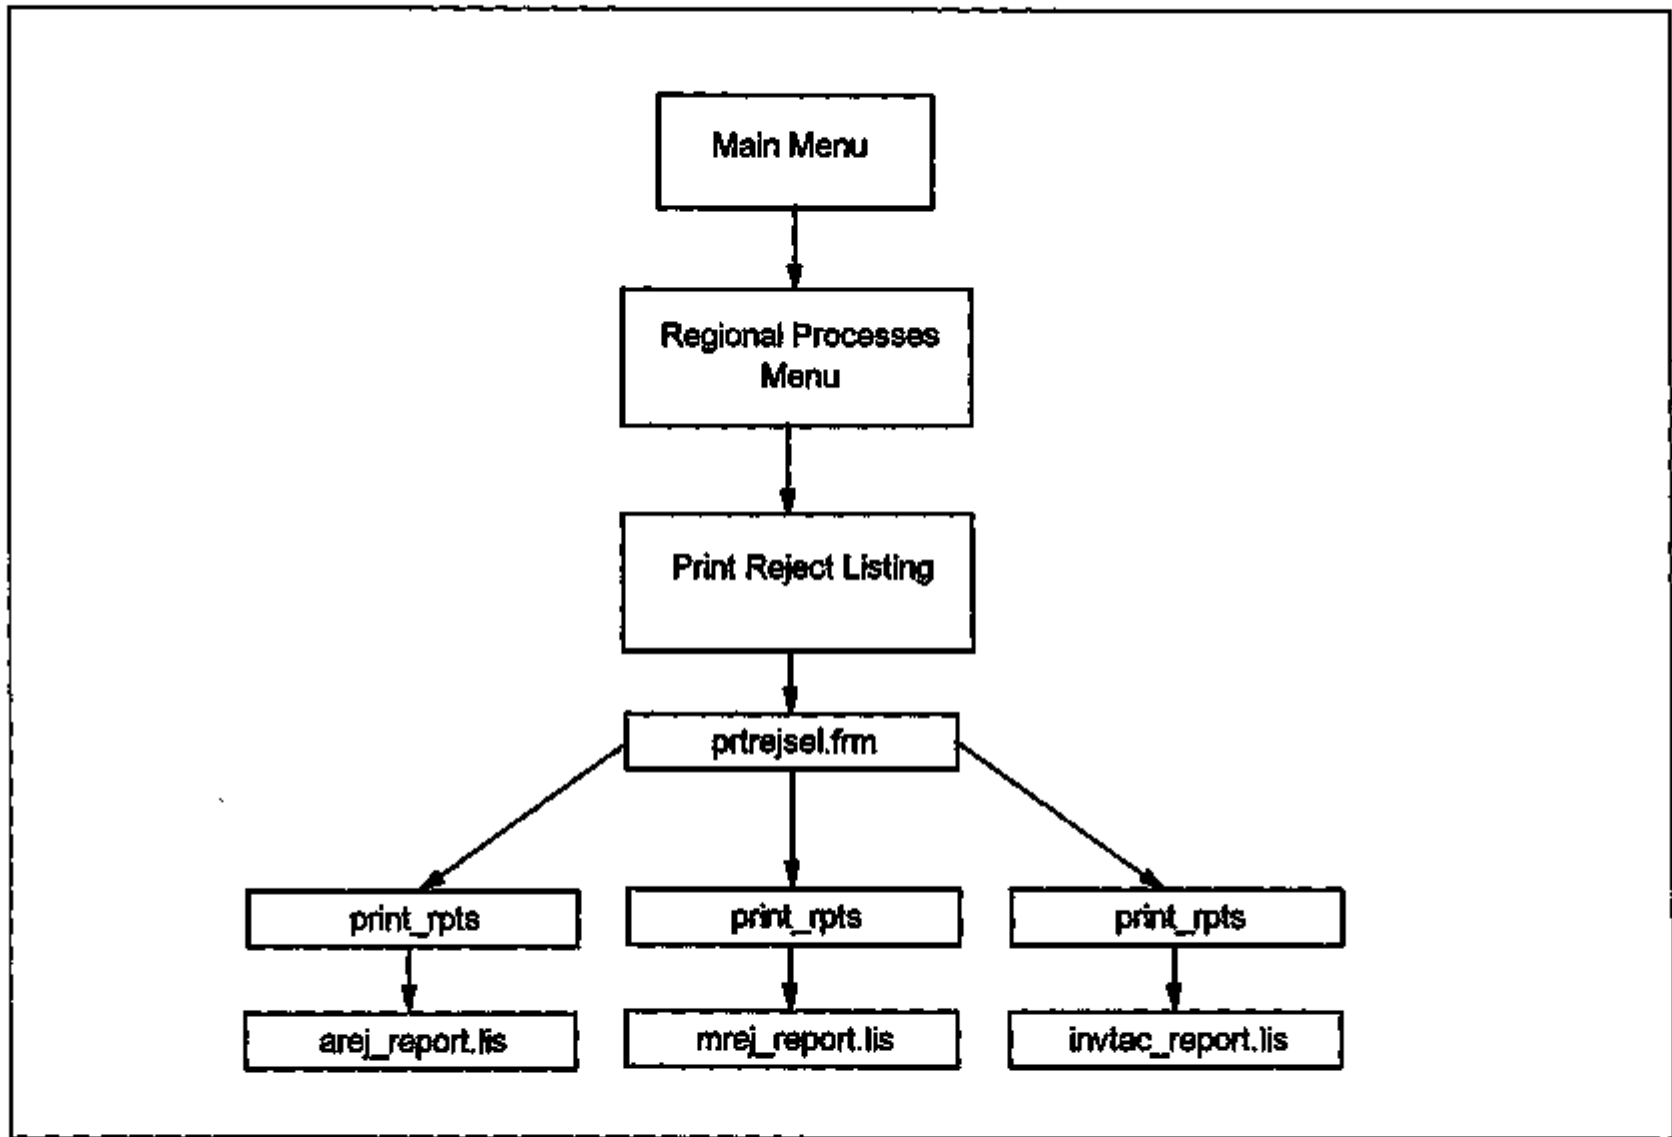 Main Menu
Regional Processes
Menu
Print Reject Listing
prtrejsel.frm
print_rpts
print_rpts
print_rpts
arej_report.lis
mrej_report.lis
invtac_report.lis